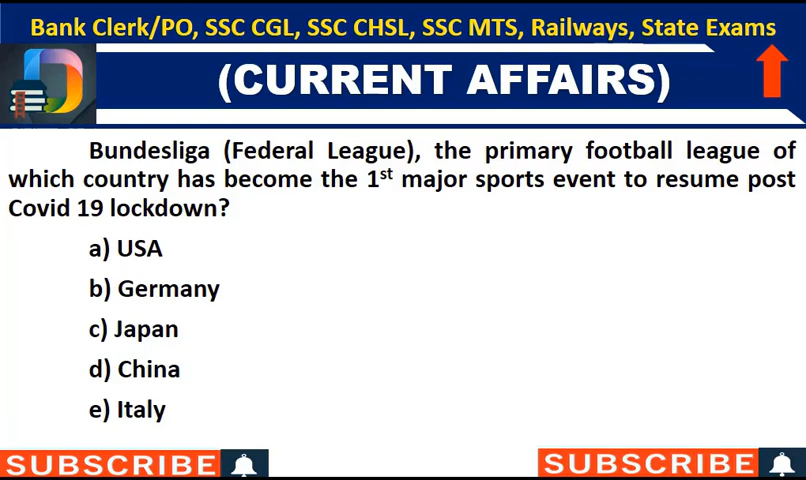 Bank Clerk/PO, SSC CGL, SSC CHSL, SSC MTS, Railways, State Exams
(CURRENT AFFAIRS)
Bundesliga (Federal League), the primary football league of
which country has become the 1st major sports event to resume post
Covid 19 lockdown?
a) USA
b) Germany
c) Japan
d) China
e) Italy
SUBSCRIBE SUBSCRIBE